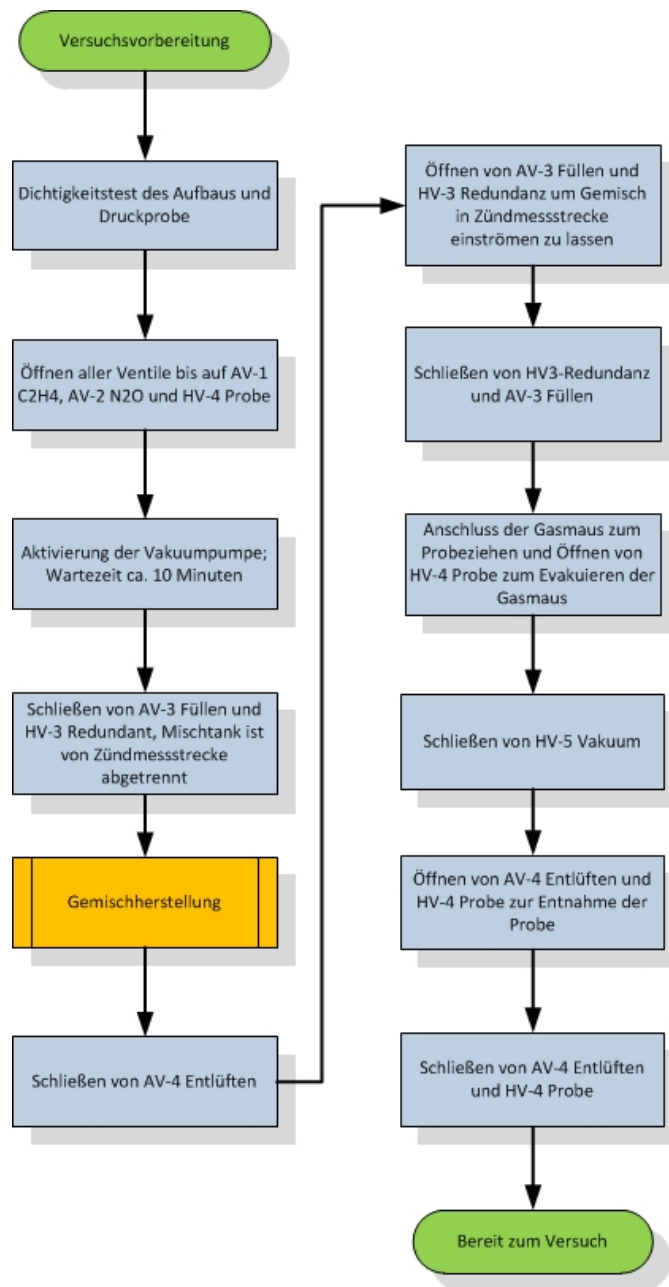 Versuchsvorbereitung
Dichtigkeitstest des Aufbaus und
Druckprobe
Öffnen aller Ventile bis auf AV-1
C2H4, AV-2 N2O und HV-4 Probe
Aktivierung der Vakuumpumpe;
Wartezeit ca. 10 Minuten
Schließen von AV-3 Füllen und
HV-3 Redundant, Mischtank ist
von Zündmessstrecke
abgetrennt
Gemischherstellung
Schließen von AV-4 Entlüften
Öffnen von AV-3 Füllen und
HV-3 Redundanz um Gemisch
in Zündmessstrecke
einströmen zu lassen
Schließen von HV3-Redundanz
und AV-3 Füllen
Anschluss der Gasmaus zum
Probeziehen und Öffnen von
HV-4 Probe zum Evakuieren der
Gasmaus
Schließen von HV-5 Vakuum
Öffnen von AV-4 Entlüften und
HV-4 Probe zur Entnahme der
Probe
Schließen von AV-4 Entlüften
und HV-4 Probe
Bereit zum Versuch